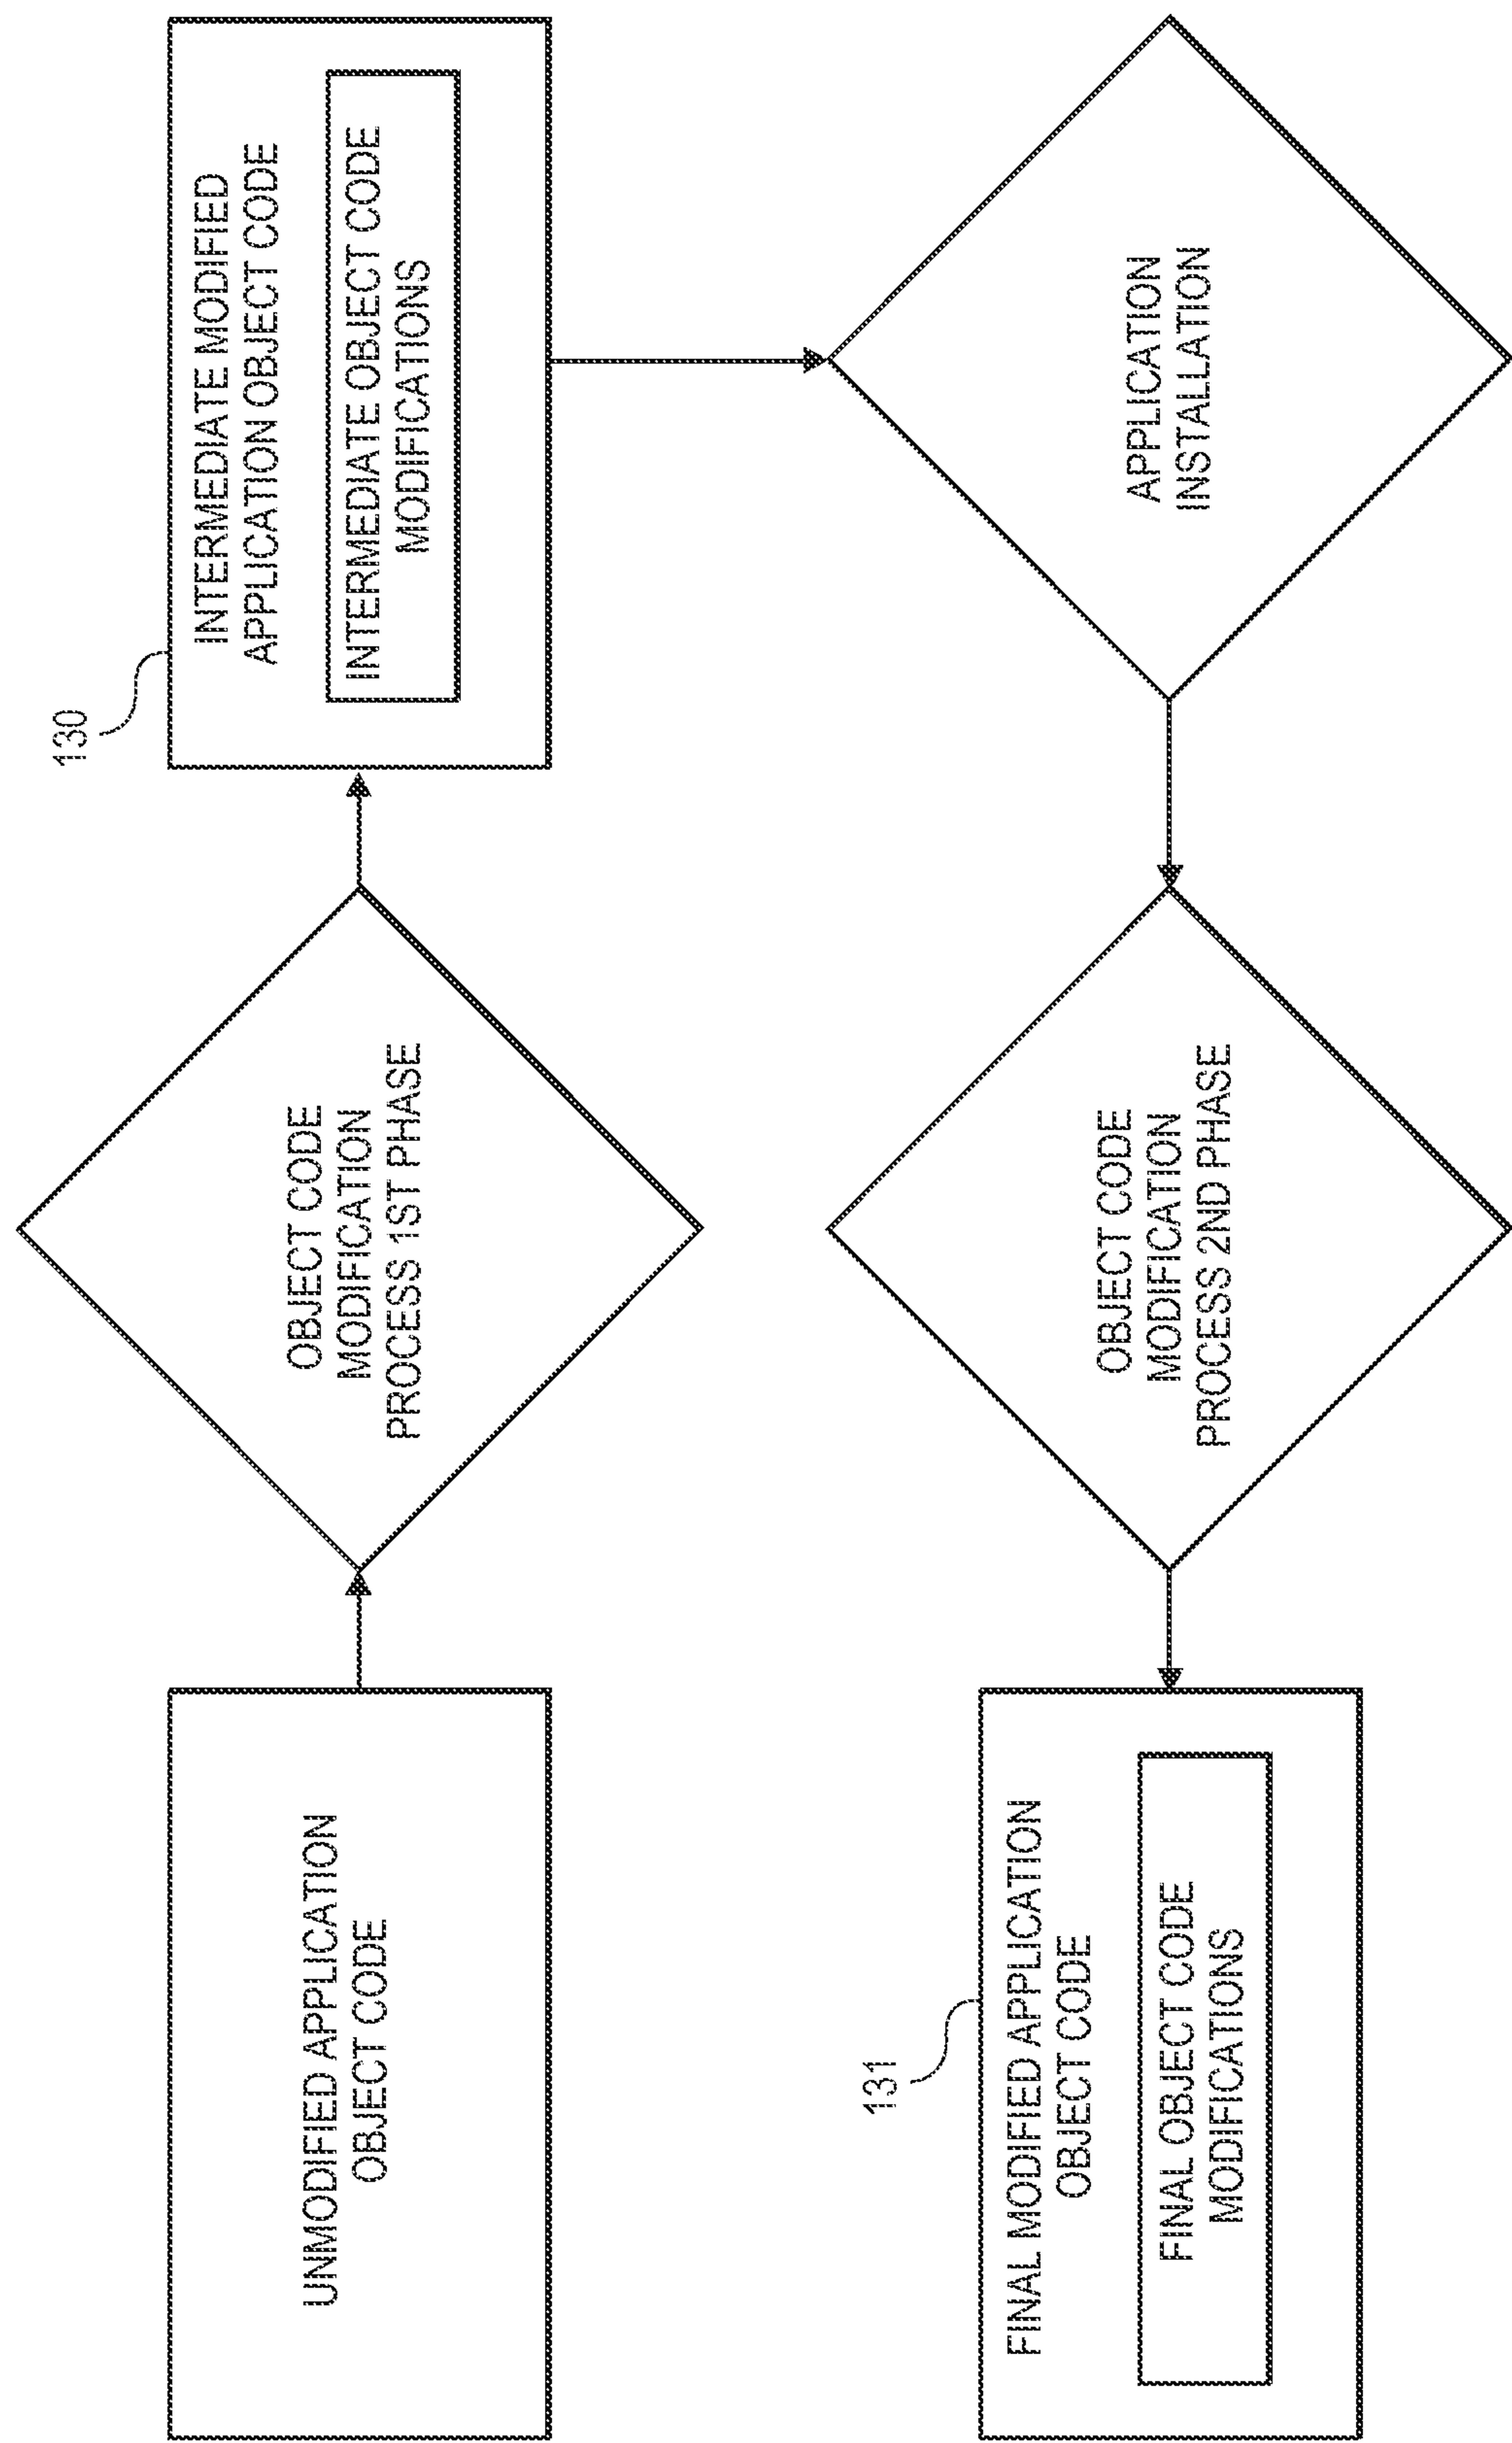 UNMODIFIED APPLICATION
OBJECT CODE
OBJECT CODE
MODIFICATION
PROCESS 1ST PHASE
130
INTERMEDIATE MODIFIED
APPLICATION OBJECT CODE
INTERMEDIATE OBJECT CODE
MODIFICATIONS
APPLICATION
INSTALLATION
OBJECT CODE
MODIFICATION
PROCESS 2ND PHASE
131
FINAL MODIFIED APPLICATION
OBJECT CODE
FINAL OBJECT CODE
MODIFICATIONS